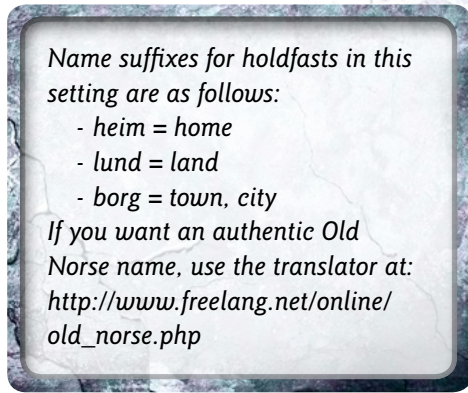 Name suffixes for holdfasts in this
setting are as follows:
- heim = home
- lund = land
- borg = town, city
If you want an authentic Old
Norse name, use the translator at:
http://www.freelang.net/online/
old_norse.php